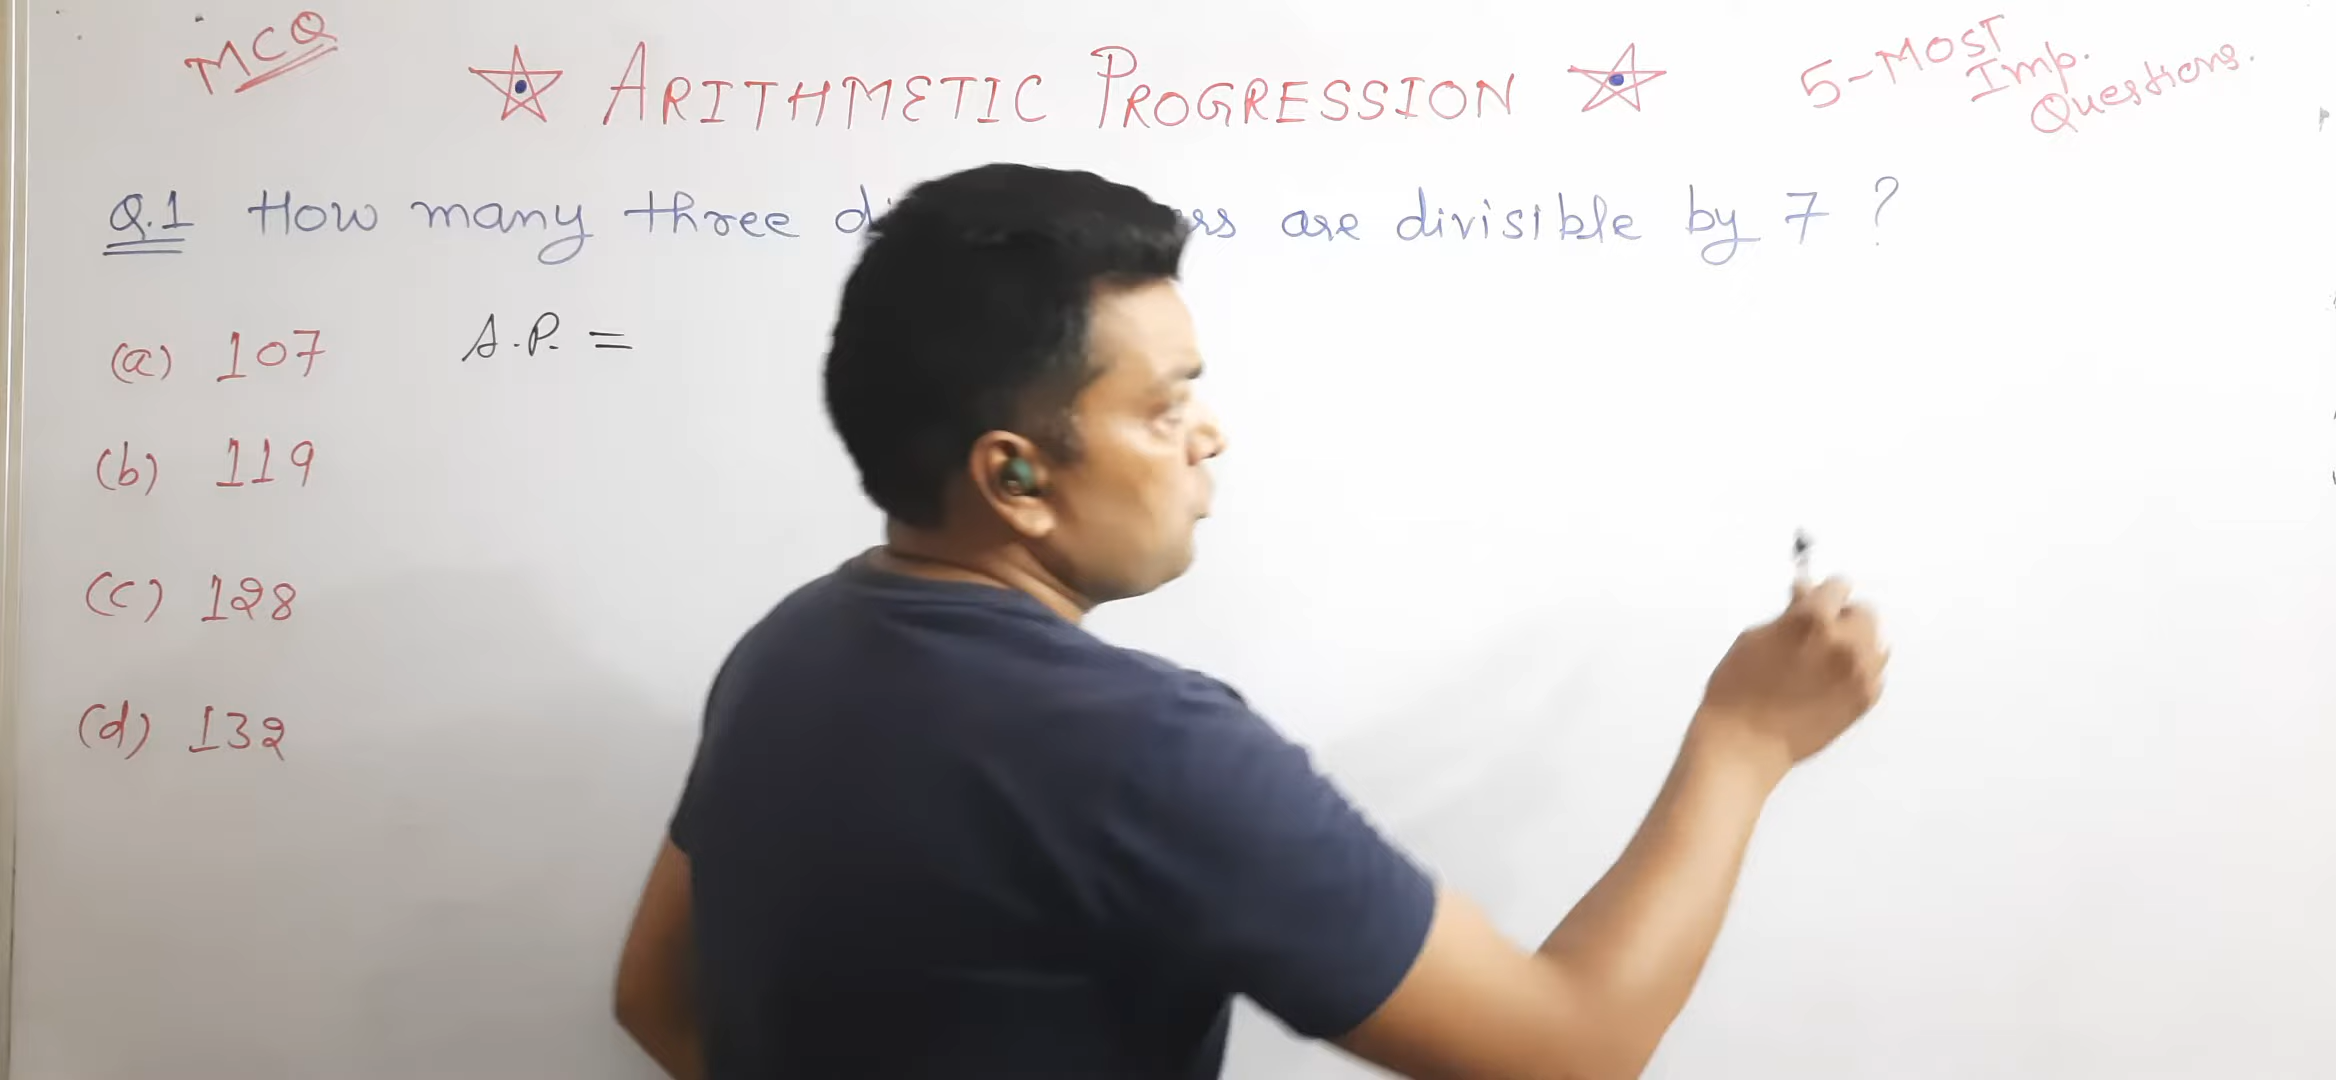 MCQ
ARITHMETIC PROGRESSION
5-MOST
Imp.
Questions.
Q.1 How many three are divisible by 7 ?
(a) 107
A.P. =
(b) 119
(c) 128
(d) 132